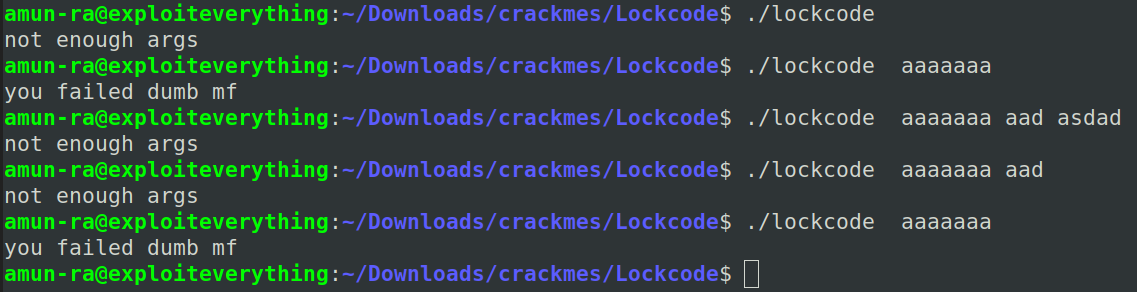 amun-ra@exploiteverything:~/Downloads/crackmes/Lockcode$ ./lockcode
not enough args
amun-ra@exploiteverything:~/Downloads/crackmes/Lockcode$ ./lockcode  aaaaaaa
you failed dumb mf
amun-ra@exploiteverything:~/Downloads/crackmes/Lockcode$ ./lockcode  aaaaaaa aad asdad
not enough args
amun-ra@exploiteverything:~/Downloads/crackmes/Lockcode$ ./lockcode  aaaaaaa aad
not enough args
amun-ra@exploiteverything:~/Downloads/crackmes/Lockcode$ ./lockcode  aaaaaaa
you failed dumb mf
amun-ra@exploiteverything:~/Downloads/crackmes/Lockcode$